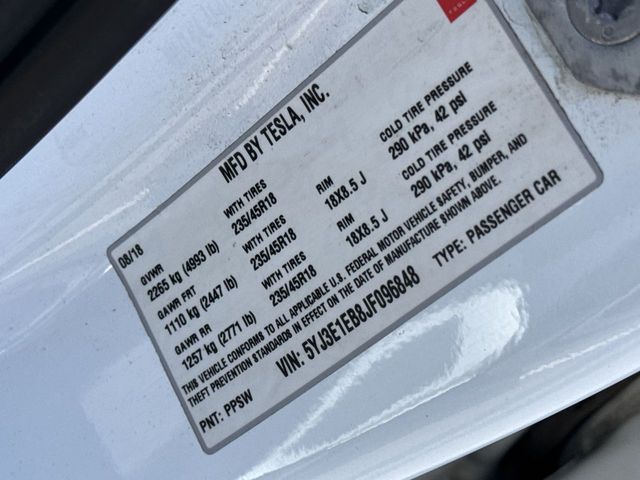 MFD BY TESLA, INC.
08/18
GVWR
2265 kg (4993 lb)
WITH TIRES
235/45R18
RIM
18X8.5 J
COLD TIRE PRESSURE
290 kPa, 42 psi
GAWR FRT
1110 kg (2447 lb)
WITH TIRES
235/45R18
RIM
18X8.5 J
COLD TIRE PRESSURE
290 kPa, 42 psi
GAWR RR
1257 kg (2771 lb)
WITH TIRES
235/45R18
THIS VEHICLE CONFORMS TO ALL APPLICABLE U.S. FEDERAL MOTOR VEHICLE SAFETY, BUMPER, AND
THEFT PREVENTION STANDARDS IN EFFECT ON THE DATE OF MANUFACTURE SHOWN ABOVE.
PNT: PPSW
VIN: 5YJ3E1EB8JF096848
TYPE: PASSENGER CAR